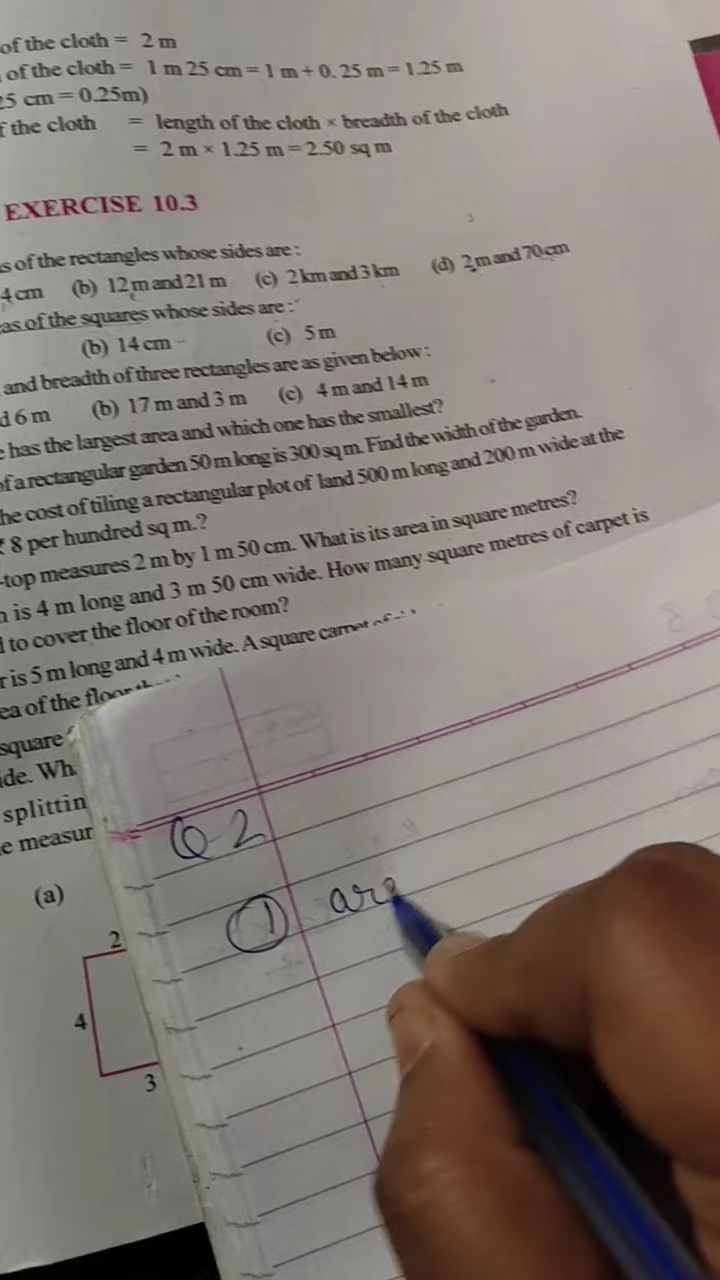 of the cloth = 2 m
of the cloth = 1 m 25 cm = 1 m + 0. 25 m = 1.25 m
25 cm = 0.25m)
f the cloth = length of the cloth × breadth of the cloth
= 2 m × 1.25 m = 2.50 sq m
EXERCISE 10.3
s of the rectangles whose sides are :
4 cm (b) 12 m and 21 m (c) 2 km and 3 km (d) 2 m and 70 cm
eas of the squares whose sides are :
(b) 14 cm (c) 5 m
and breadth of three rectangles are as given below :
d 6 m (b) 17 m and 3 m (c) 4 m and 14 m
e has the largest area and which one has the smallest?
of a rectangular garden 50 m long is 300 sq m. Find the width of the garden.
he cost of tiling a rectangular plot of land 500 m long and 200 m wide at the
₹ 8 per hundred sq m.?
-top measures 2 m by 1 m 50 cm. What is its area in square metres?
m is 4 m long and 3 m 50 cm wide. How many square metres of carpet is
d to cover the floor of the room?
r is 5 m long and 4 m wide. A square carpet of
ea of the floor
square
ide. Wh
splittin
e measur
(a)
2
4
3
Q 2
① are